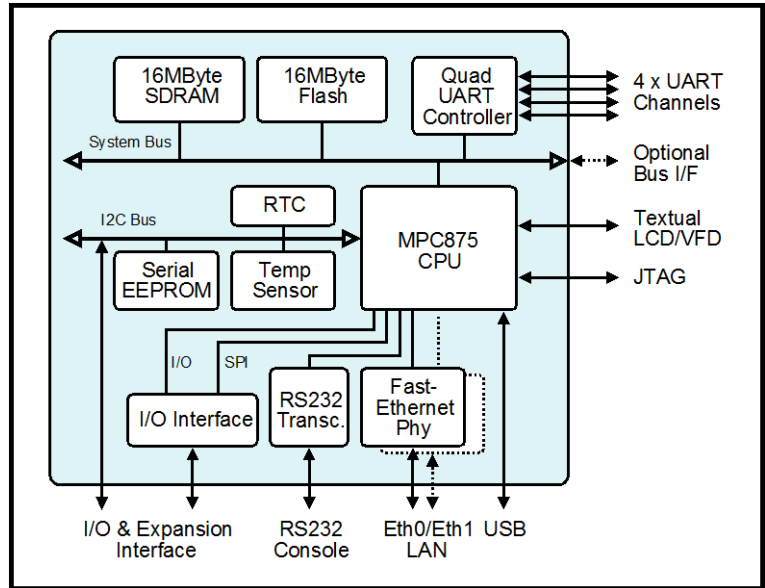 16MByte
SDRAM
16MByte
Flash
Quad
UART
Controller
4 x UART
Channels
System Bus
Optional
Bus I/F
RTC
I2C Bus
MPC875
CPU
Textual
LCD/VFD
Serial
EEPROM
Temp
Sensor
JTAG
I/O
SPI
I/O Interface
RS232
Transc.
Fast-
Ethernet
Phy
I/O & Expansion
Interface
RS232
Console
Eth0/Eth1
LAN
USB